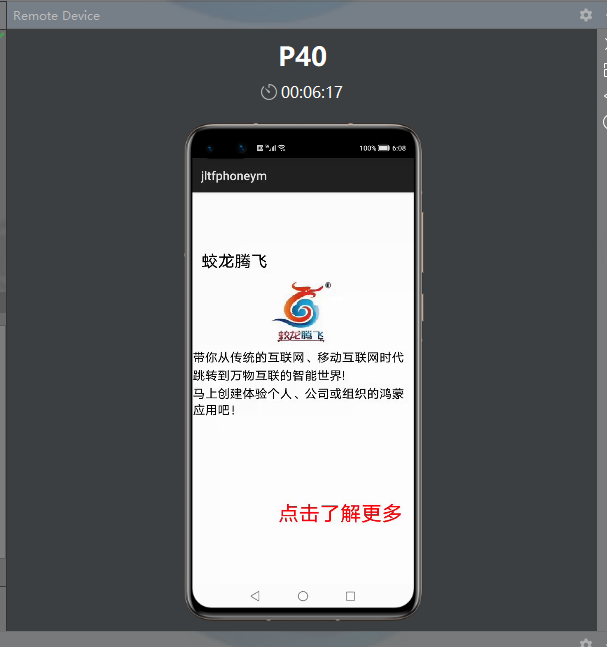 Remote Device
P40
00:06:17
100% 6:08
jltfphoneym
蛟龙腾飞
蛟龙腾飞
带你从传统的互联网、移动互联网时代
跳转到万物互联的智能世界!
马上创建体验个人、公司或组织的鸿蒙
应用吧!
点击了解更多